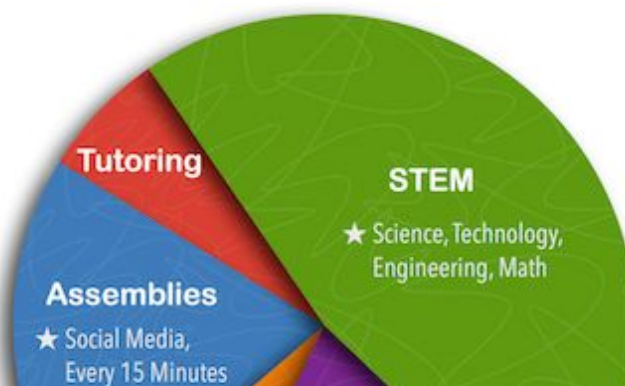 Tutoring
STEM
★ Science, Technology,
Engineering, Math
Assemblies
★ Social Media,
Every 15 Minutes